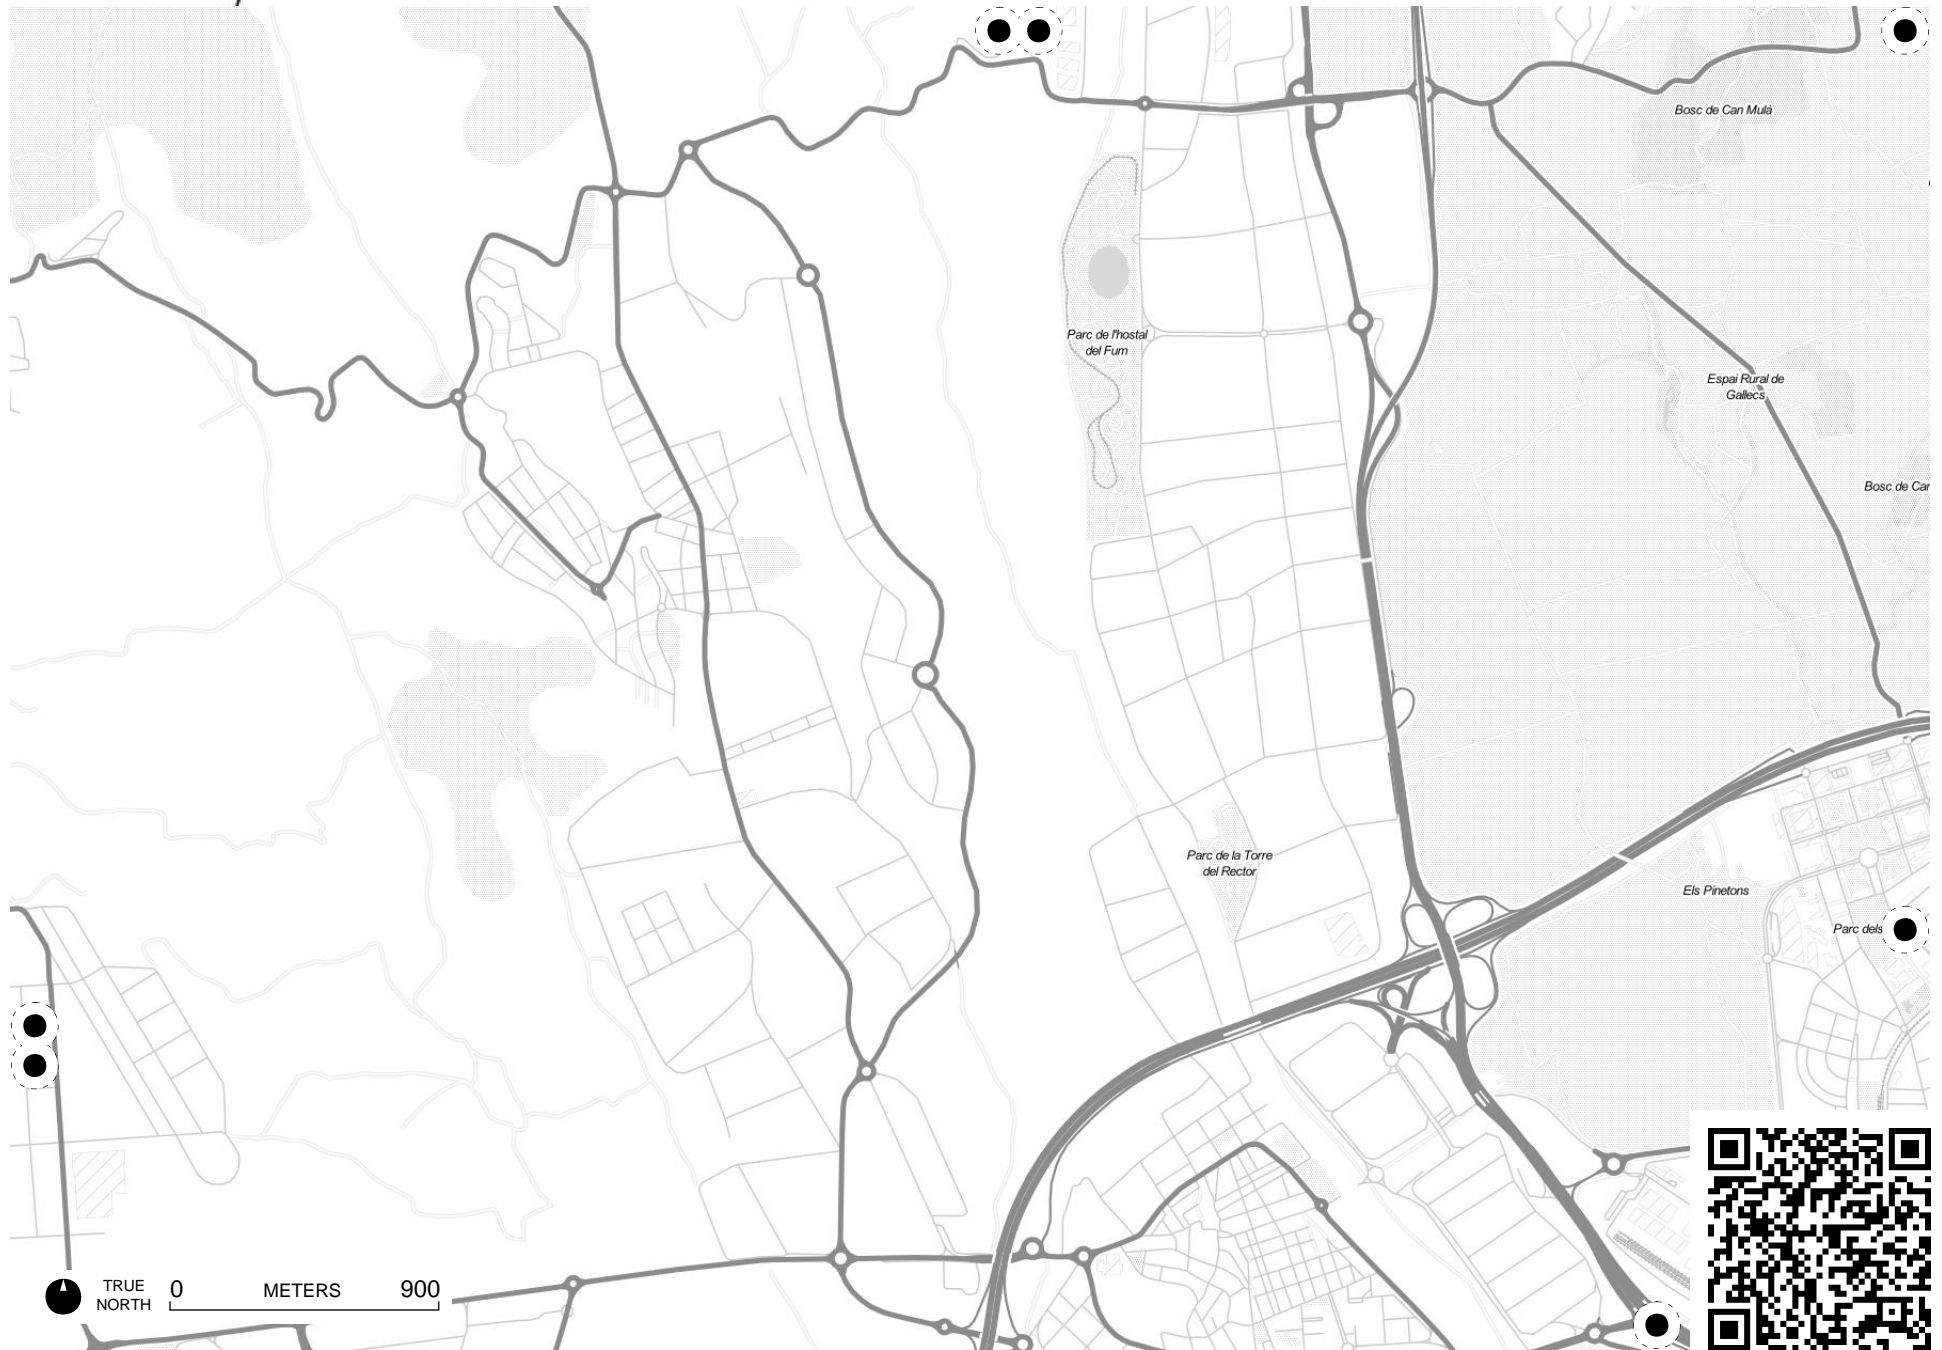 Bosc de Can Mulà
Parc de l'hostal
del Fum
Espai Rural de
Gallecs
Bosc de Can
Parc de la Torre
del Rector
Els Pinetons
Parc dels
TRUE
NORTH
0 METERS 900